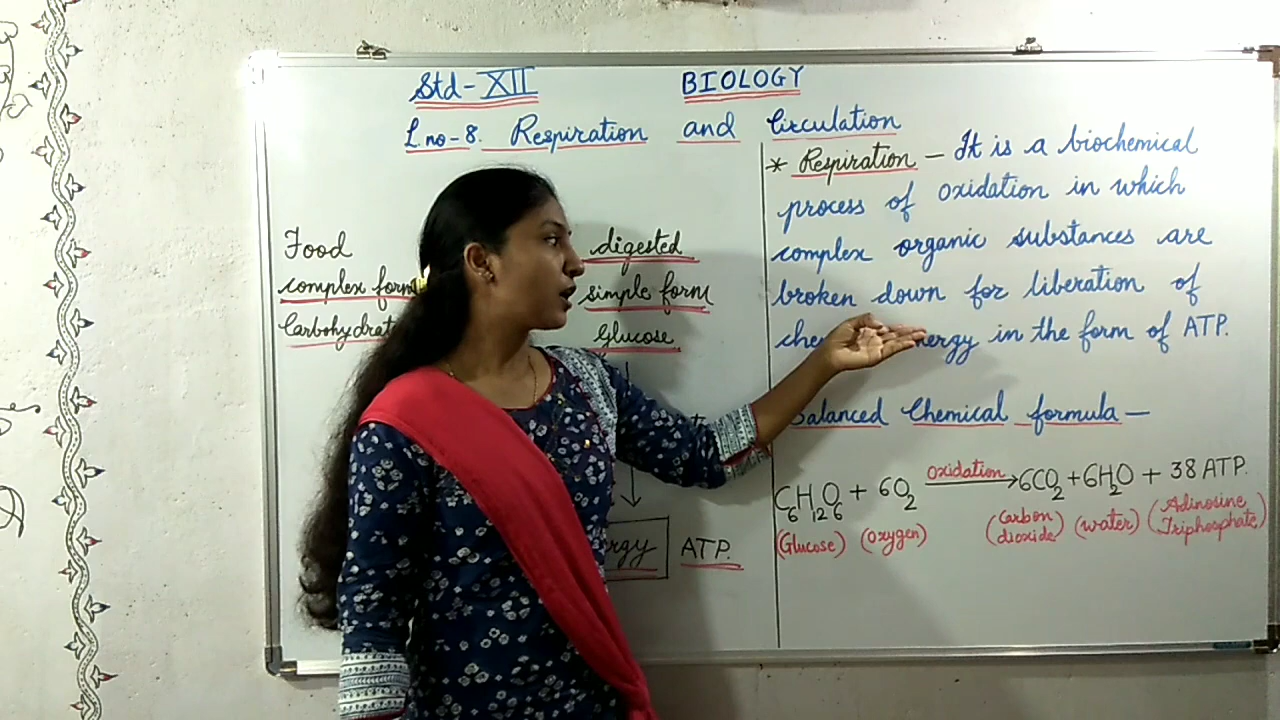 Std-XII BIOLOGY
L.no-8. Respiration and Circulation
Food digested
complex form simple form
Glucose
ATP.
* Respiration - It is a biochemical
process of oxidation in which
complex organic substances are
broken down for liberation of
in the form of ATP.
Balanced Chemical formula -
C6H12O6 + 6O2 oxidation → 6CO2 + 6H2O + 38 ATP.
(Glucose) (Oxygen) (Carbon dioxide) (water) (Adinosine Triphosphate)